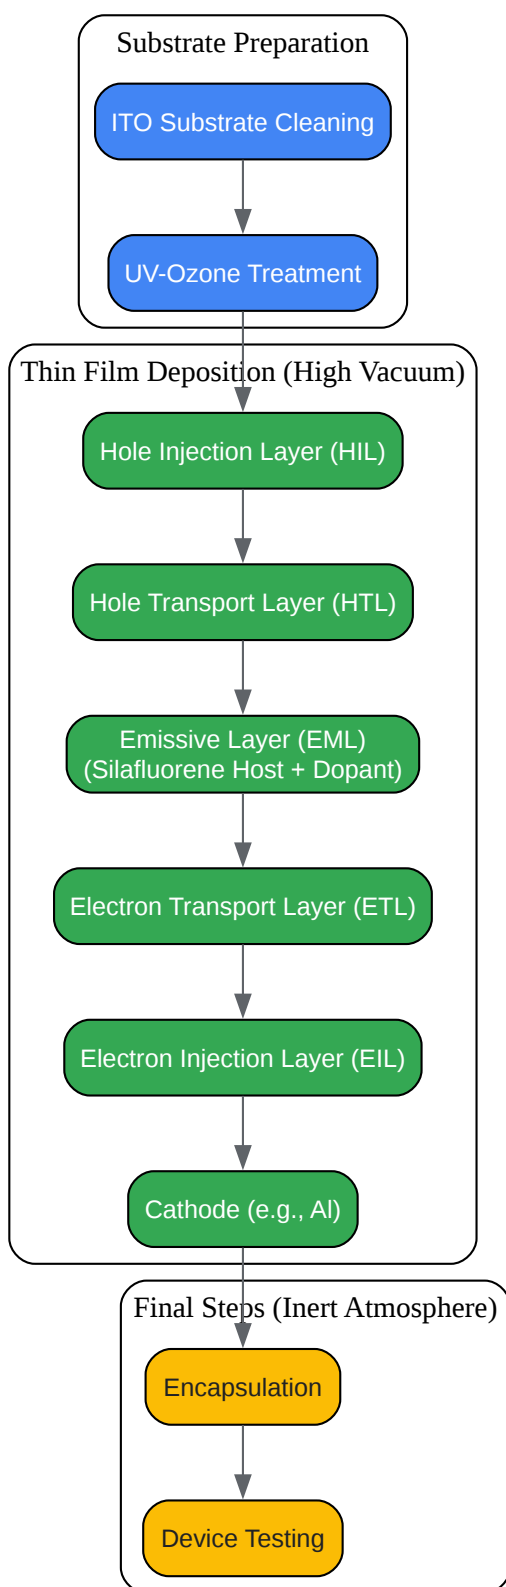 Substrate Preparation
ITO Substrate Cleaning
UV-Ozone Treatment
Thin Film Deposition (High Vacuum)
Hole Injection Layer (HIL)
Hole Transport Layer (HTL)
Emissive Layer (EML)
(Silafluorene Host + Dopant)
Electron Transport Layer (ETL)
Electron Injection Layer (EIL)
Cathode (e.g., Al)
Final Steps (Inert Atmosphere)
Encapsulation
Device Testing